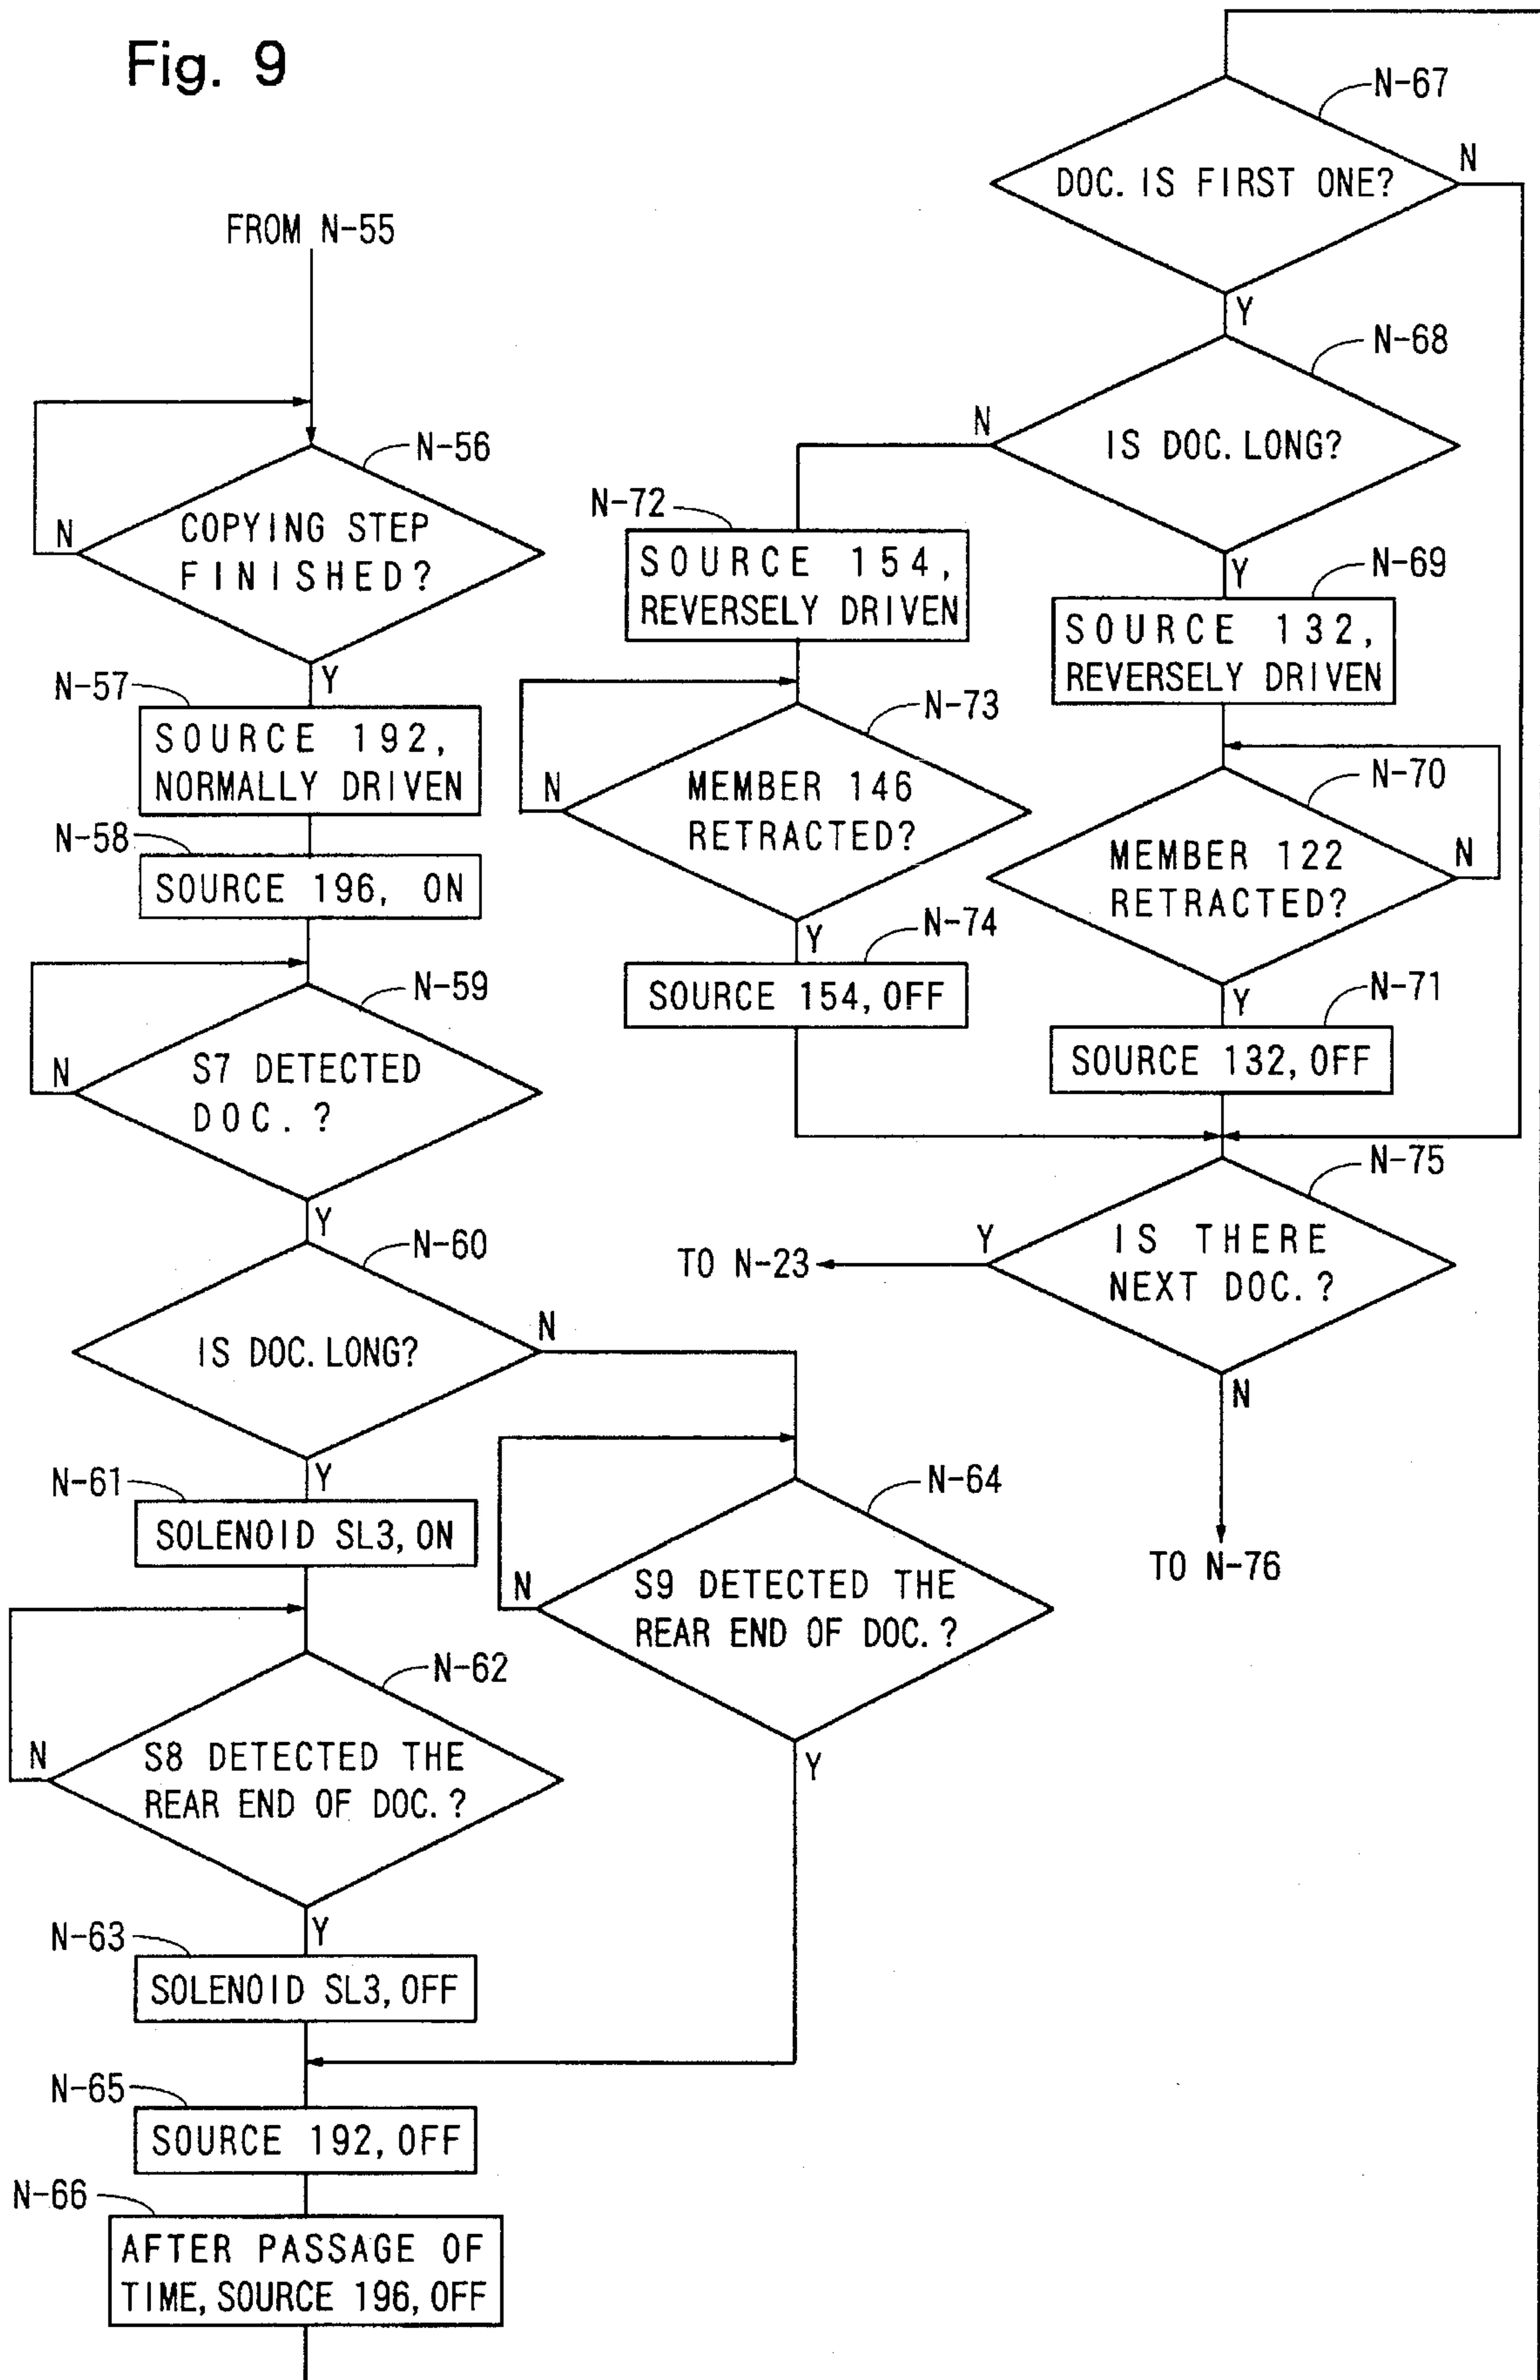 Fig. 9
FROM N-55
N-56
COPYING STEP
FINISHED?
N
Y
N-57
SOURCE 192,
NORMALLY DRIVEN
N-58
SOURCE 196, ON
N-59
S7 DETECTED
DOC. ?
N
Y
N-60
IS DOC. LONG?
N
Y
N-61
SOLENOID SL3, ON
N-62
S8 DETECTED THE
REAR END OF DOC. ?
N
Y
N-63
SOLENOID SL3, OFF
N-64
S9 DETECTED THE
REAR END OF DOC. ?
N
Y
N-65
SOURCE 192, OFF
N-66
AFTER PASSAGE OF
TIME, SOURCE 196, OFF
N-67
DOC. IS FIRST ONE?
N
Y
N-68
IS DOC. LONG?
N
Y
N-69
SOURCE 132,
REVERSELY DRIVEN
N-70
MEMBER 122
RETRACTED?
N
Y
N-71
SOURCE 132, OFF
N-72
SOURCE 154,
REVERSELY DRIVEN
N-73
MEMBER 146
RETRACTED?
N
Y
N-74
SOURCE 154, OFF
N-75
IS THERE
NEXT DOC. ?
Y
TO N-23
N
TO N-76